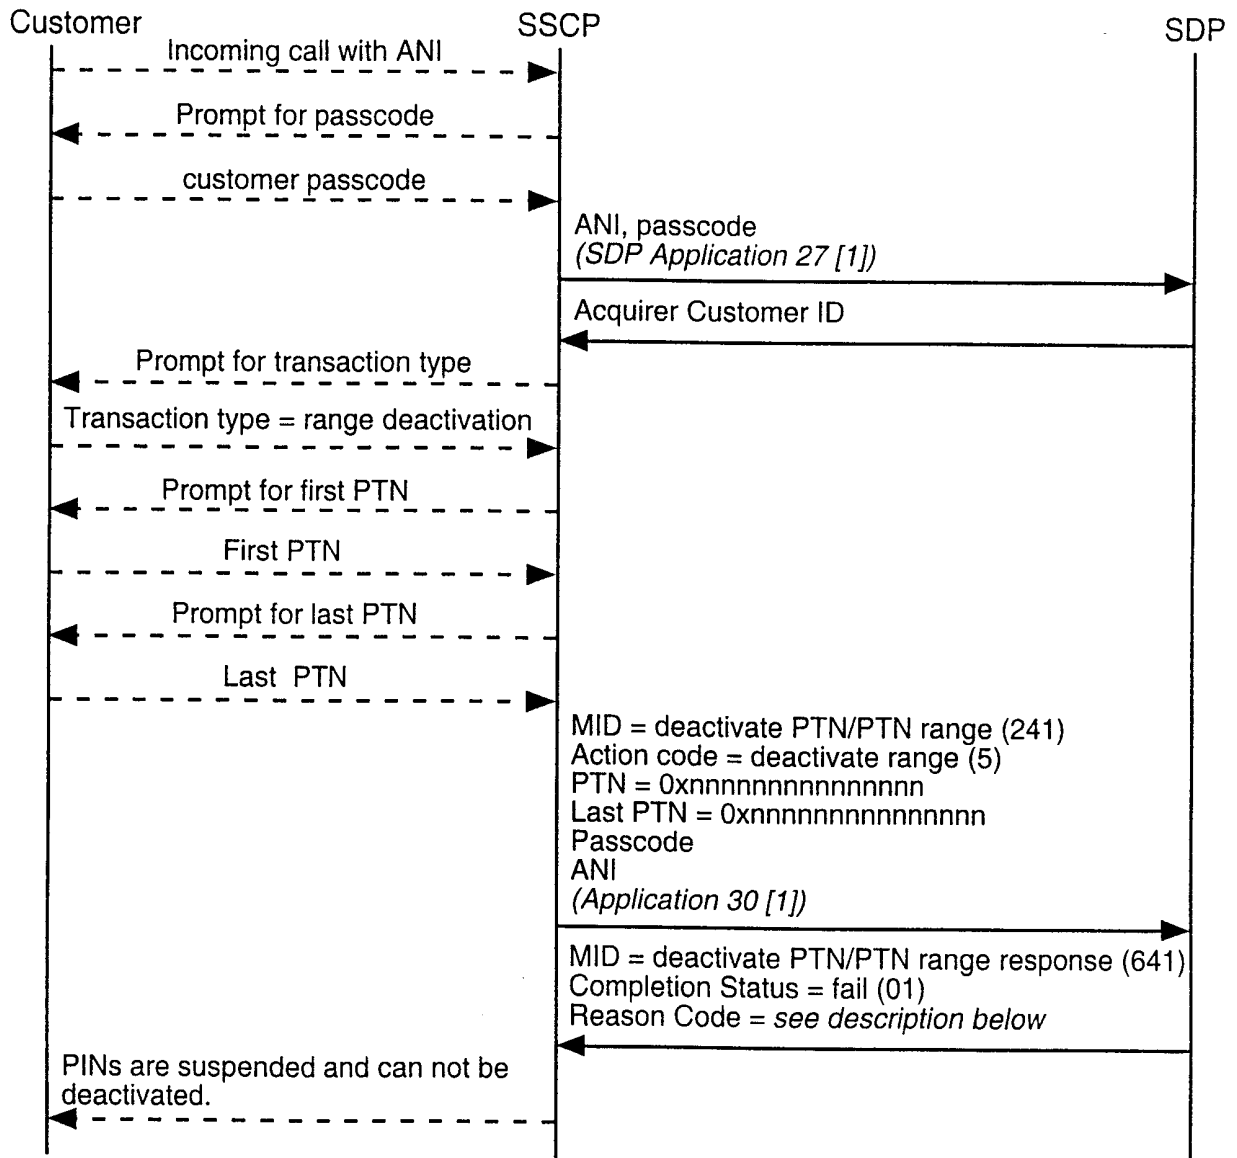 Customer
SSCP
SDP
Incoming call with ANI
Prompt for passcode
customer passcode
ANI, passcode
(SDP Application 27 [1])
Acquirer Customer ID
Prompt for transaction type
Transaction type = range deactivation
Prompt for first PTN
First PTN
Prompt for last PTN
Last PTN
MID = deactivate PTN/PTN range (241)
Action code = deactivate range (5)
PTN = 0xnnnnnnnnnnnnnnnn
Last PTN = 0xnnnnnnnnnnnnnnnn
Passcode
ANI
(Application 30 [1])
MID = deactivate PTN/PTN range response (641)
Completion Status = fail (01)
Reason Code = see description below
PINs are suspended and can not be
deactivated.